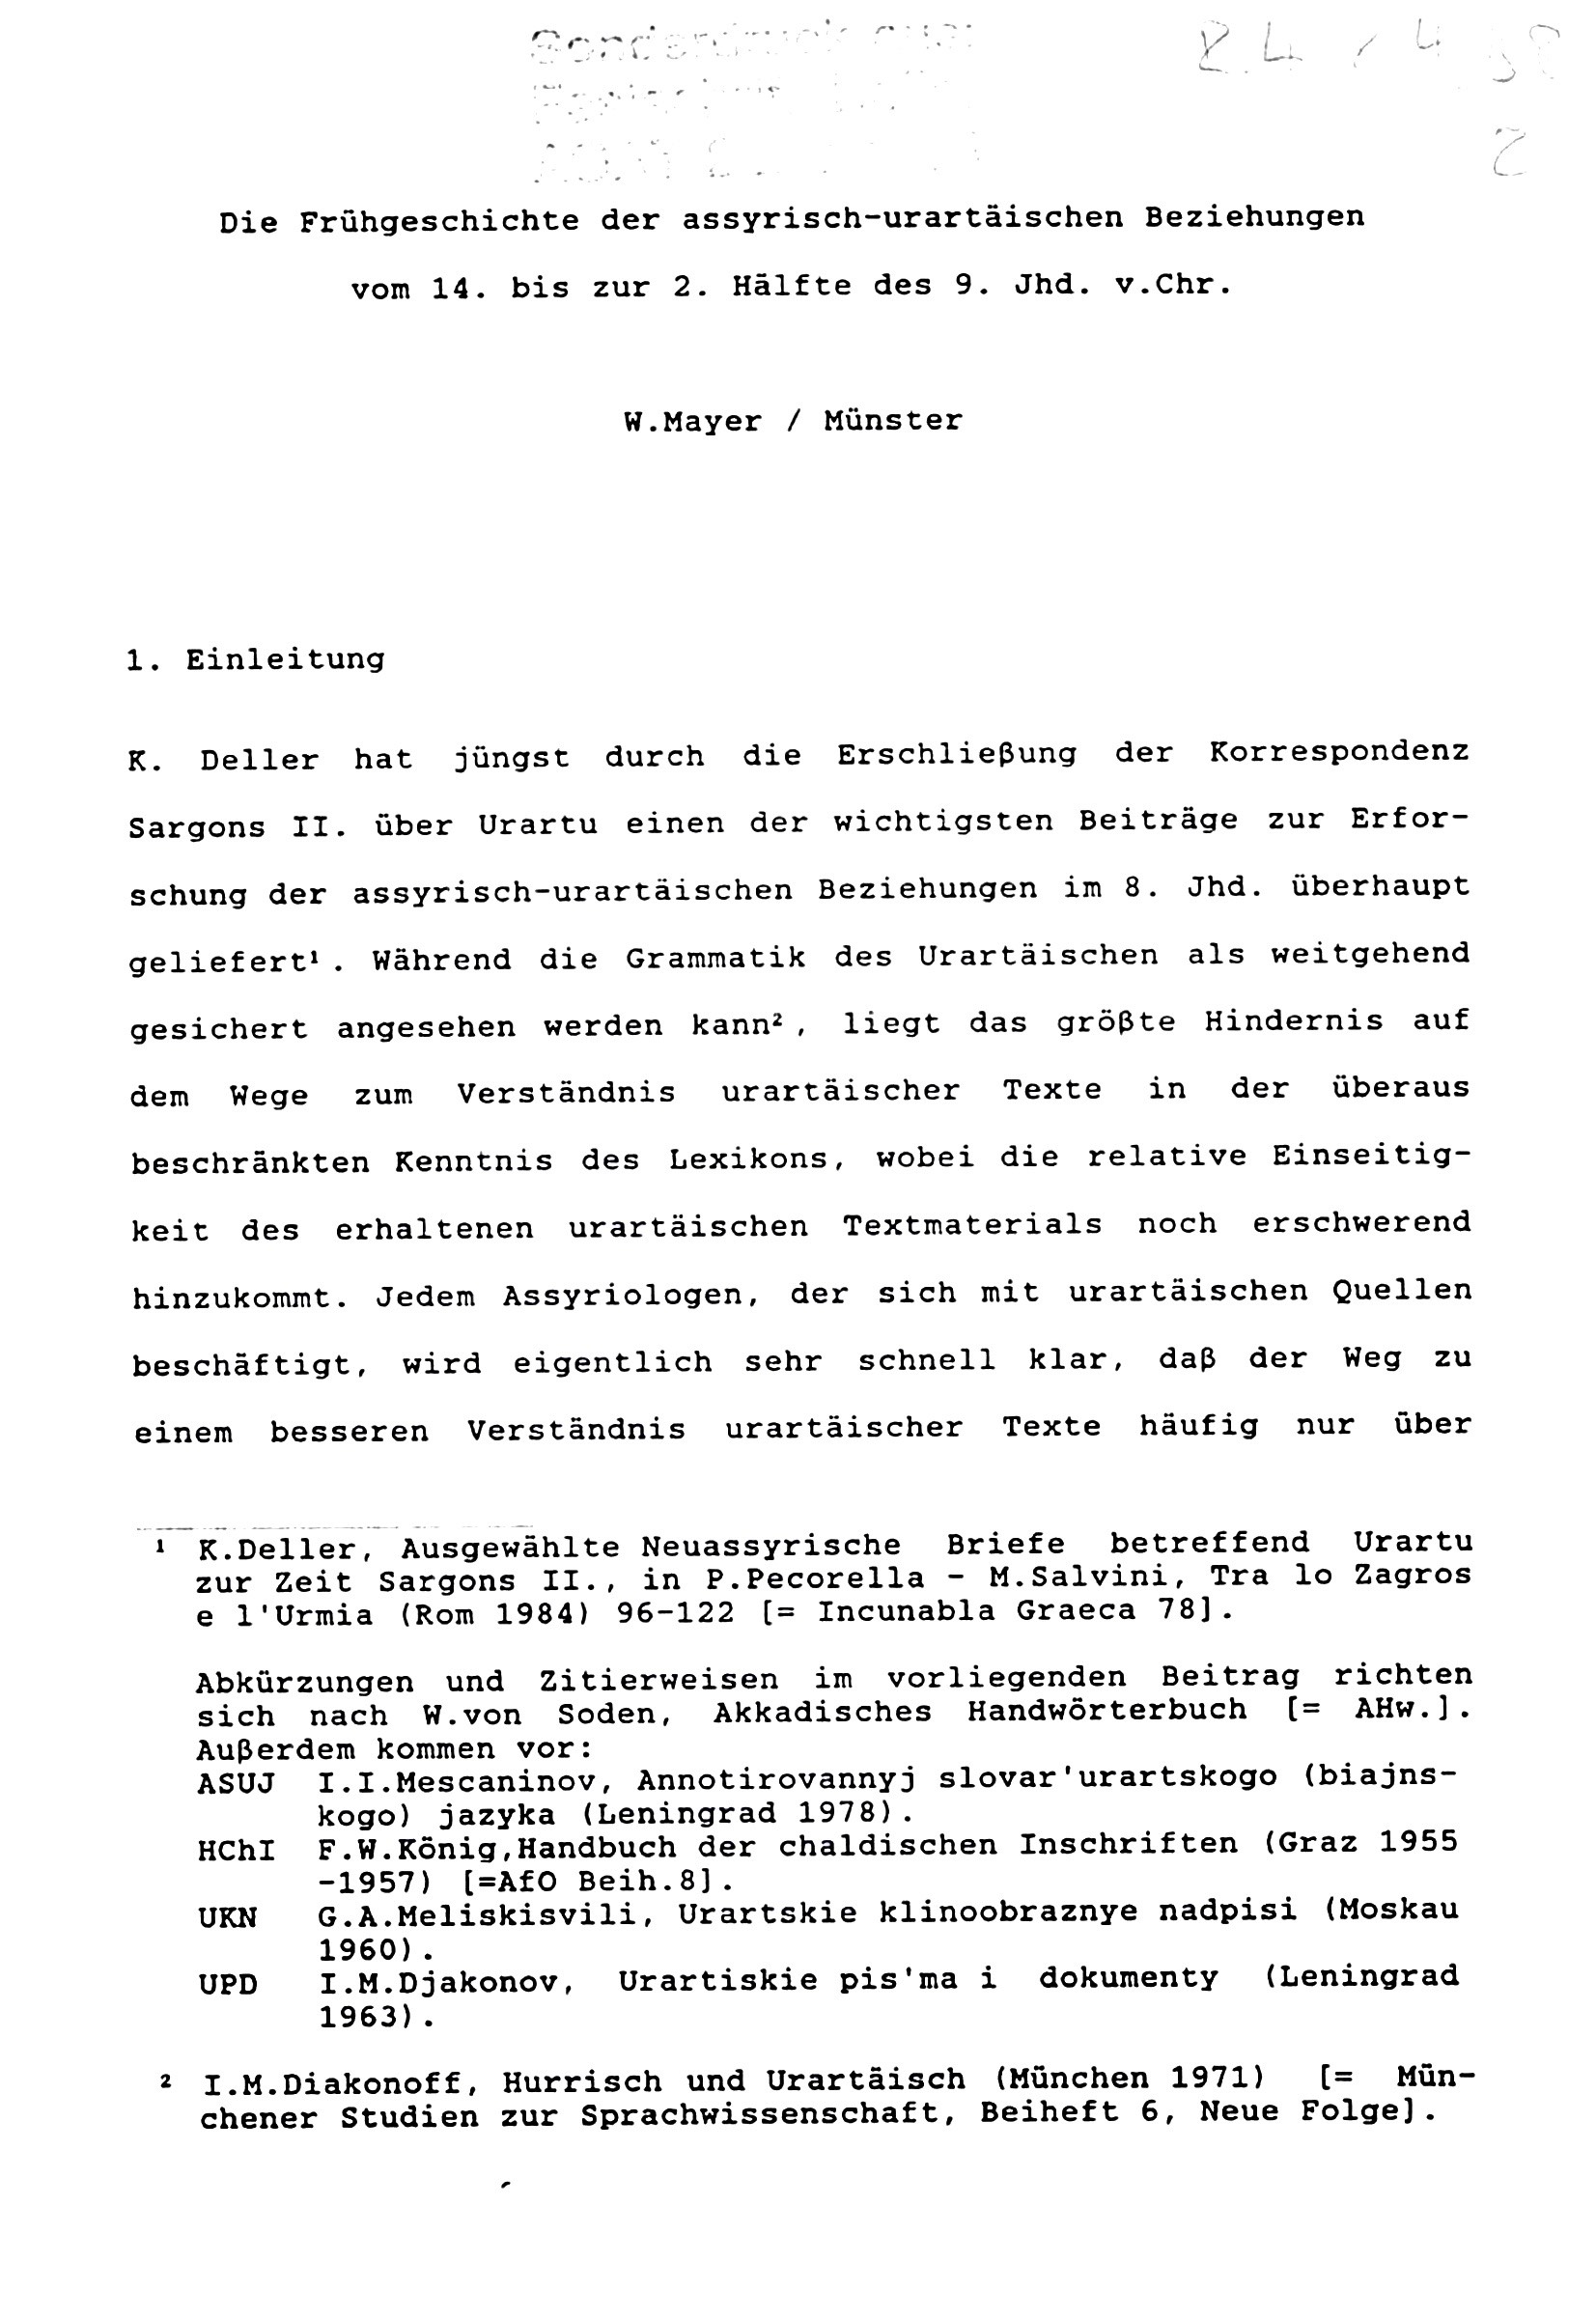 Sonderdruck aus:
Die Frühgeschichte der assyrisch-urartäischen Beziehungen
vom 14. bis zur 2. Hälfte des 9. Jhd. v.Chr.
W.Mayer / Münster
1. Einleitung
K. Deller hat jüngst durch die Erschließung der Korrespondenz
Sargons II. über Urartu einen der wichtigsten Beiträge zur Erfor-
schung der assyrisch-urartäischen Beziehungen im 8. Jhd. überhaupt
geliefert¹. Während die Grammatik des Urartäischen als weitgehend
gesichert angesehen werden kann², liegt das größte Hindernis auf
dem Wege zum Verständnis urartäischer Texte in der überaus
beschränkten Kenntnis des Lexikons, wobei die relative Einseitig-
keit des erhaltenen urartäischen Textmaterials noch erschwerend
hinzukommt. Jedem Assyriologen, der sich mit urartäischen Quellen
beschäftigt, wird eigentlich sehr schnell klar, daß der Weg zu
einem besseren Verständnis urartäischer Texte häufig nur über
¹ K.Deller, Ausgewählte Neuassyrische Briefe betreffend Urartu
zur Zeit Sargons II., in P.Pecorella - M.Salvini, Tra lo Zagros
e l'Urmia (Rom 1984) 96-122 [= Incunabla Graeca 78].
Abkürzungen und Zitierweisen im vorliegenden Beitrag richten
sich nach W.von Soden, Akkadisches Handwörterbuch [= AHw.].
Außerdem kommen vor:
ASUJ I.I.Mescaninov, Annotirovannyj slovar'urartskogo (biajns-
kogo) jazyka (Leningrad 1978).
HChI F.W.König,Handbuch der chaldischen Inschriften (Graz 1955
-1957) [=AfO Beih.8].
UKN G.A.Meliskisvili, Urartskie klinoobraznye nadpisi (Moskau
1960).
UPD I.M.Djakonov, Urartiskie pis'ma i dokumenty (Leningrad
1963).
² I.M.Diakonoff, Hurrisch und Urartäisch (München 1971) [= Mün-
chener Studien zur Sprachwissenschaft, Beiheft 6, Neue Folge].